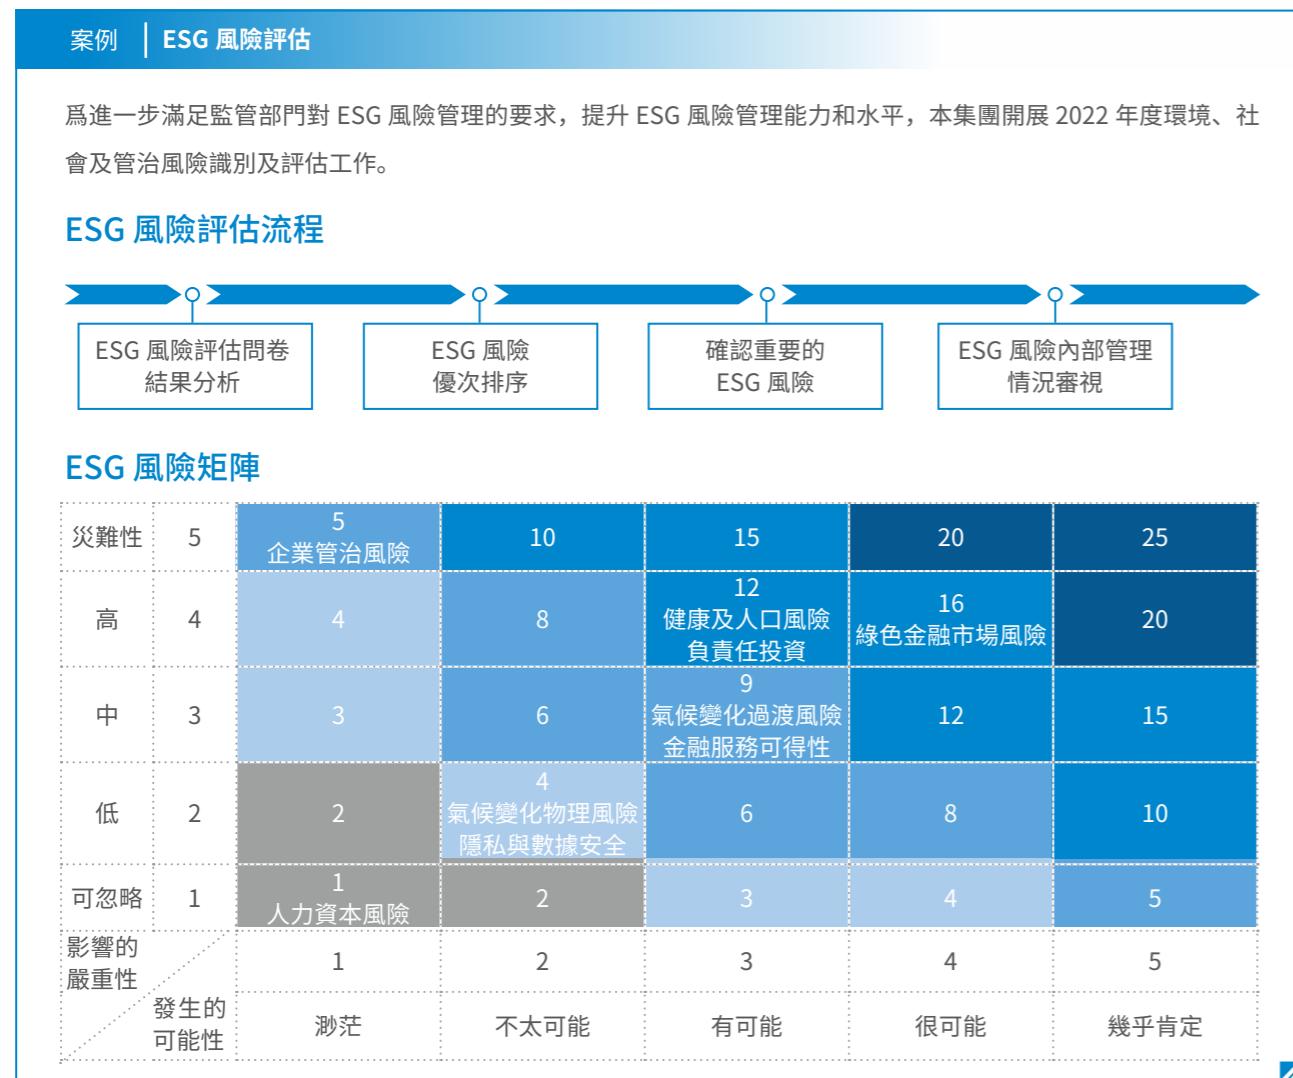 案例 ESG 風險評估
爲進一步滿足監管部門對 ESG 風險管理的要求，提升 ESG 風險管理能力和水平，本集團開展 2022 年度環境、社
會及管治風險識別及評估工作。
ESG 風險評估流程
ESG 風險評估問卷
結果分析
ESG 風險
優次排序
確認重要的
ESG 風險
ESG 風險內部管理
情況審視
ESG 風險矩陣
災難性 5 5 10 15 20 25
企業管治風險
高 4 4 8 12 16 20
健康及人口風險
負責任投資
綠色金融市場風險
中 3 3 6 9 12 15
氣候變化過渡風險
金融服務可得性
低 2 2 4 6 8 10
氣候變化物理風險
隱私與數據安全
可忽略 1 1 2 3 4 5
人力資本風險
影響的
嚴重性
1 2 3 4 5
發生的
可能性
渺茫 不太可能 有可能 很可能 幾乎肯定